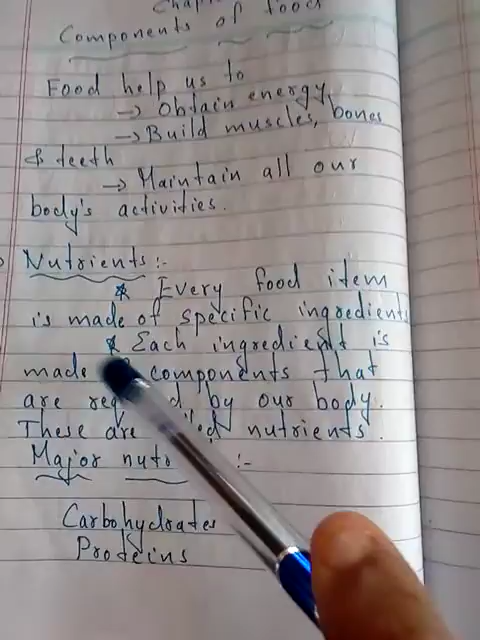 Components of food
Food help us to
→ Obtain energy
→ Build muscles, bones
& teeth
→ Maintain all our
body's activities.
Nutrients:-
* Every food item
is made of specific ingredients
* Each ingredient is
made components that
are by our body.
These are nutrients.
Major :-
Carbohydrates
Proteins